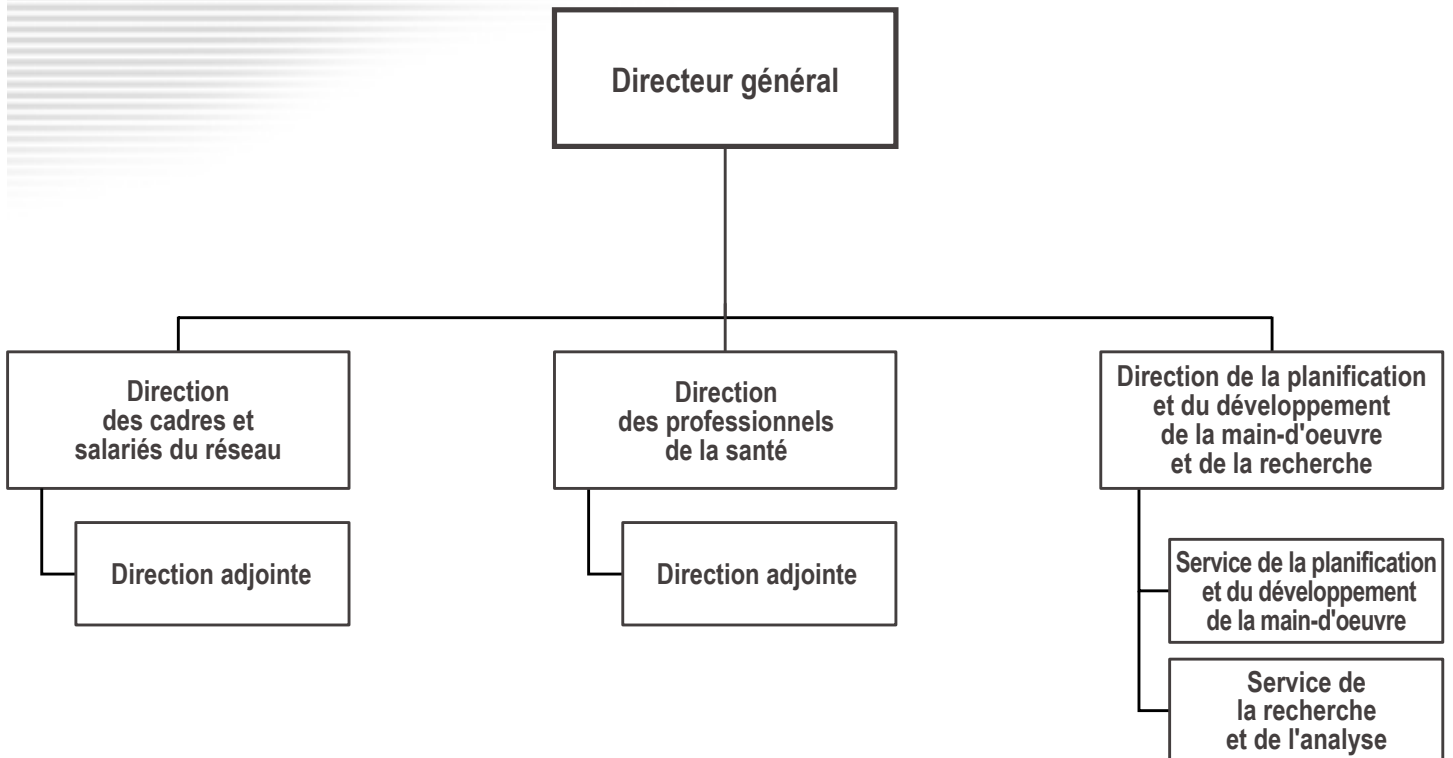 Directeur général
Direction
des cadres et
salariés du réseau
Direction adjointe
Direction
des professionnels
de la santé
Direction adjointe
Direction de la planification
et du développement
de la main-d'oeuvre
et de la recherche
Service de la planification
et du développement
de la main-d'oeuvre
Service de
la recherche
et de l'analyse